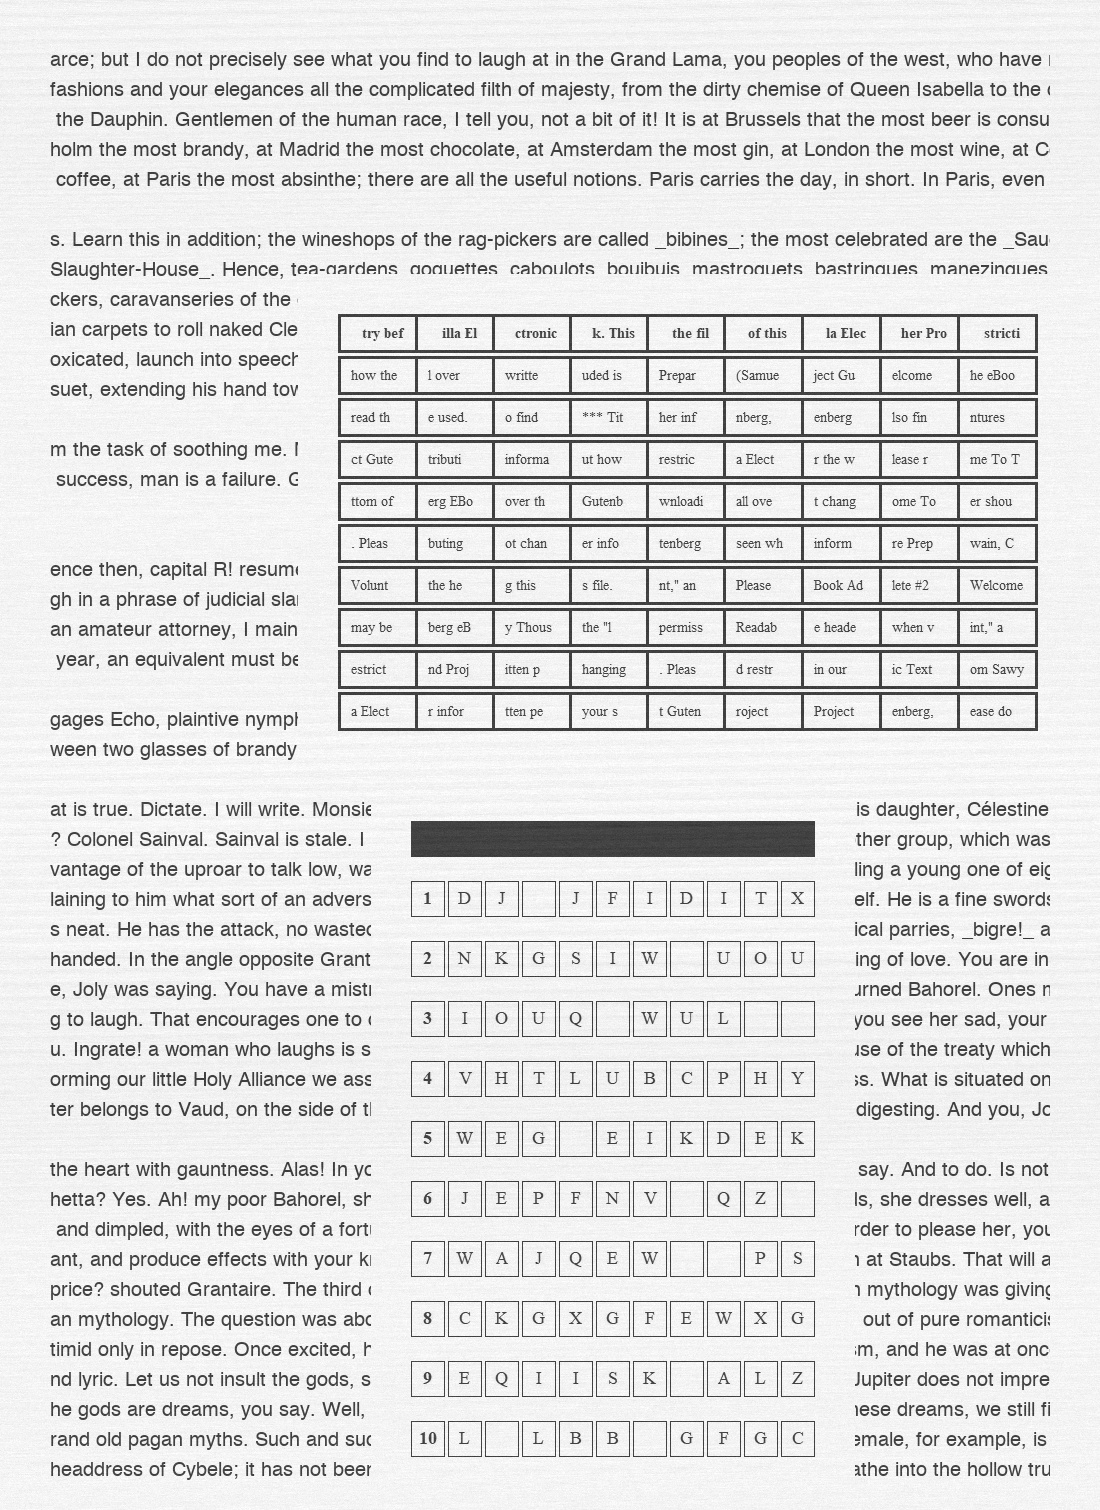 arce; but I do not precisely see what you find to laugh at in the Grand Lama, you peoples of the west, who have
fashions and your elegances all the complicated filth of majesty, from the dirty chemise of Queen Isabella to the
the Dauphin. Gentlemen of the human race, I tell you, not a bit of it! It is at Brussels that the most beer is consu
holm the most brandy, at Madrid the most chocolate, at Amsterdam the most gin, at London the most wine, at
coffee, at Paris the most absinthe; there are all the useful notions. Paris carries the day, in short. In Paris, even
s. Learn this in addition; the wineshops of the rag-pickers are called _bibines_; the most celebrated are the _Sau
Slaughter-House_. Hence, tea-gardens, goguettes, caboulots, bouibuis, mastroquets, bastringues, manezingues
ckers, caravanseries of the
ian carpets to roll naked Cle
oxicated, launch into speech
suet, extending his hand tow
m the task of soothing me.
success, man is a failure. G
ence then, capital R! resume
gh in a phrase of judicial slan
an amateur attorney, I main
year, an equivalent must be
gages Echo, plaintive nymph
ween two glasses of brandy
try bef illa El ctronic k. This the fil of this la Elec her Pro stricti
how the l over writte uded is Prepar (Samue ject Gu elcome he eBoo
read th e used. o find *** Tit her inf nberg, enberg lso fin ntures
ct Gute tributi informa ut how restric a Elect r the w lease r me To T
ttom of erg EBo over th Gutenb wnloadi all ove t chang ome To er shou
. Pleas buting ot chan er info tenberg seen wh inform re Prep wain, C
Volunt the he g this s file. nt," an Please Book Ad lete #2 Welcome
may be berg eB y Thous the "l permiss Readab e heade when v int," a
estrict nd Proj itten p hanging . Pleas d restr in our ic Text om Sawy
a Elect r infor tten pe your s t Guten roject Project enberg, ease do
at is true. Dictate. I will write. Monsie
? Colonel Sainval. Sainval is stale. I
vantage of the uproar to talk low, wa
laining to him what sort of an advers
s neat. He has the attack, no wasted
handed. In the angle opposite Grant
e, Joly was saying. You have a mistr
g to laugh. That encourages one to
u. Ingrate! a woman who laughs is s
orming our little Holy Alliance we ass
ter belongs to Vaud, on the side of th
the heart with gauntness. Alas! In yo
hetta? Yes. Ah! my poor Bahorel, sh
and dimpled, with the eyes of a fortu
ant, and produce effects with your kn
price? shouted Grantaire. The third
an mythology. The question was abo
timid only in repose. Once excited, h
nd lyric. Let us not insult the gods, s
he gods are dreams, you say. Well,
rand old pagan myths. Such and suc
headdress of Cybele; it has not been
1 D J J F I D I T X
2 N K G S I W U O U
3 I O U Q W U L
4 V H T L U B C P H Y
5 W E G E I K D E K
6 J E P F N V Q Z
7 W A J Q E W P S
8 C K G X G F E W X G
9 E Q I I S K A L Z
10 L L B B G F G C
is daughter, Célestine
ther group, which was
ling a young one of eig
elf. He is a fine swords
ical parries, _bigre!_ a
ing of love. You are in
urned Bahorel. Ones m
you see her sad, your
use of the treaty which
ss. What is situated on
digesting. And you, Jo
say. And to do. Is not
ls, she dresses well, a
rder to please her, you
n at Staubs. That will a
n mythology was giving
out of pure romanticis
sm, and he was at onc
Jupiter does not impre
hese dreams, we still fi
emale, for example, is
athe into the hollow tru